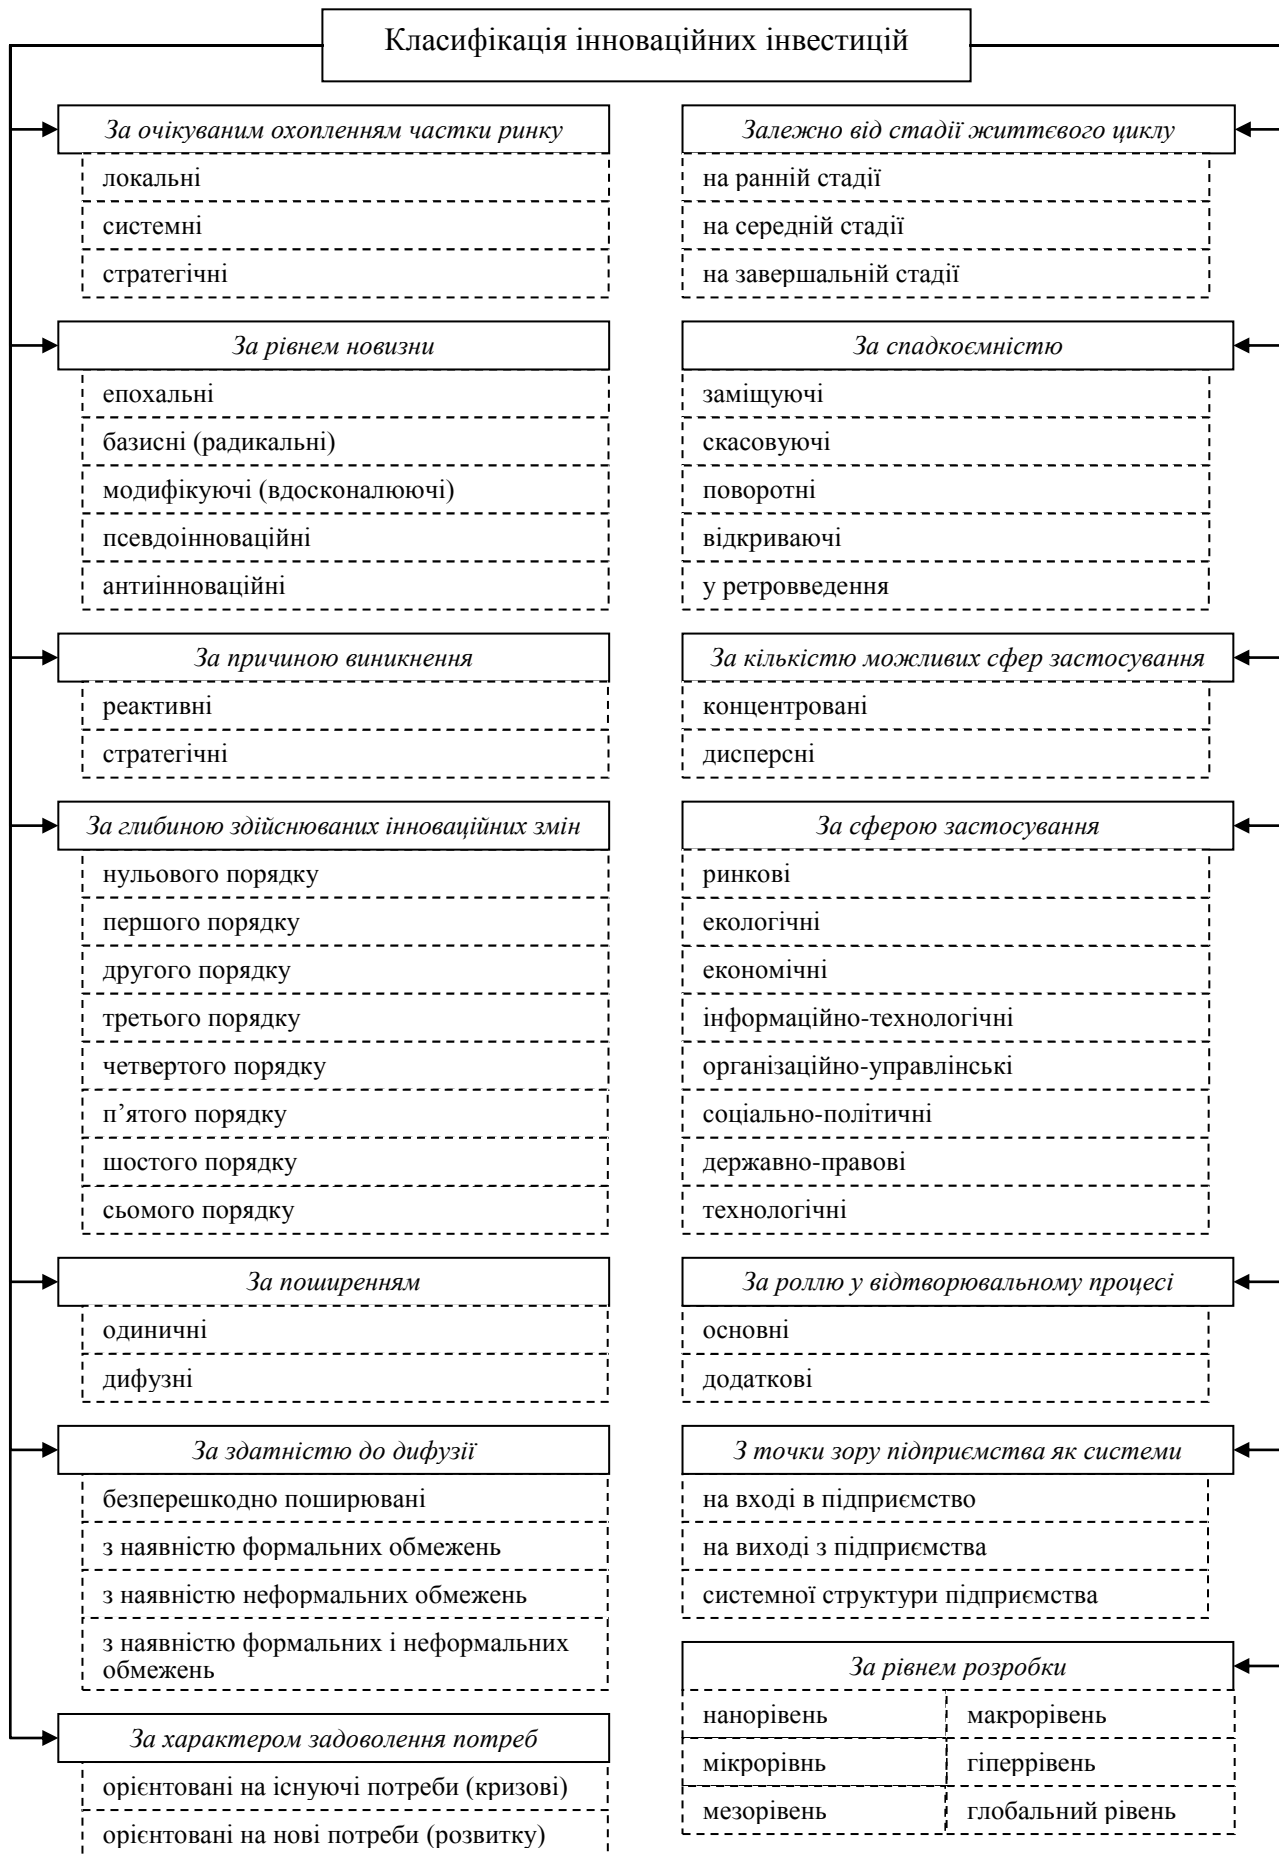 Класифікація інноваційних інвестицій
За очікуваним охопленням частки ринку
локальні
системні
стратегічні
За рівнем новизни
епохальні
базисні (радикальні)
модифікуючі (вдосконалюючі)
псевдоінноваційні
антиінноваційні
За причиною виникнення
реактивні
стратегічні
За глибиною здійснюваних інноваційних змін
нульового порядку
першого порядку
другого порядку
третього порядку
четвертого порядку
п’ятого порядку
шостого порядку
сьомого порядку
За поширенням
одиничні
дифузні
За здатністю до дифузії
безперешкодно поширювані
з наявністю формальних обмежень
з наявністю неформальних обмежень
з наявністю формальних і неформальних
обмежень
За характером задоволення потреб
орієнтовані на існуючі потреби (кризові)
орієнтовані на нові потреби (розвитку)
Залежно від стадії життєвого циклу
на ранній стадії
на середній стадії
на завершальній стадії
За спадкоємністю
заміщуючі
скасовуючі
поворотні
відкриваючі
у ретровведення
За кількістю можливих сфер застосування
концентровані
дисперсні
За сферою застосування
ринкові
екологічні
економічні
інформаційно-технологічні
організаційно-управлінські
соціально-політичні
державно-правові
технологічні
За роллю у відтворювальному процесі
основні
додаткові
З точки зору підприємства як системи
на вході в підприємство
на виході з підприємства
системної структури підприємства
За рівнем розробки
нанорівень
макрорівень
мікрорівнь
гіперрівень
мезорівень
глобальний рівень